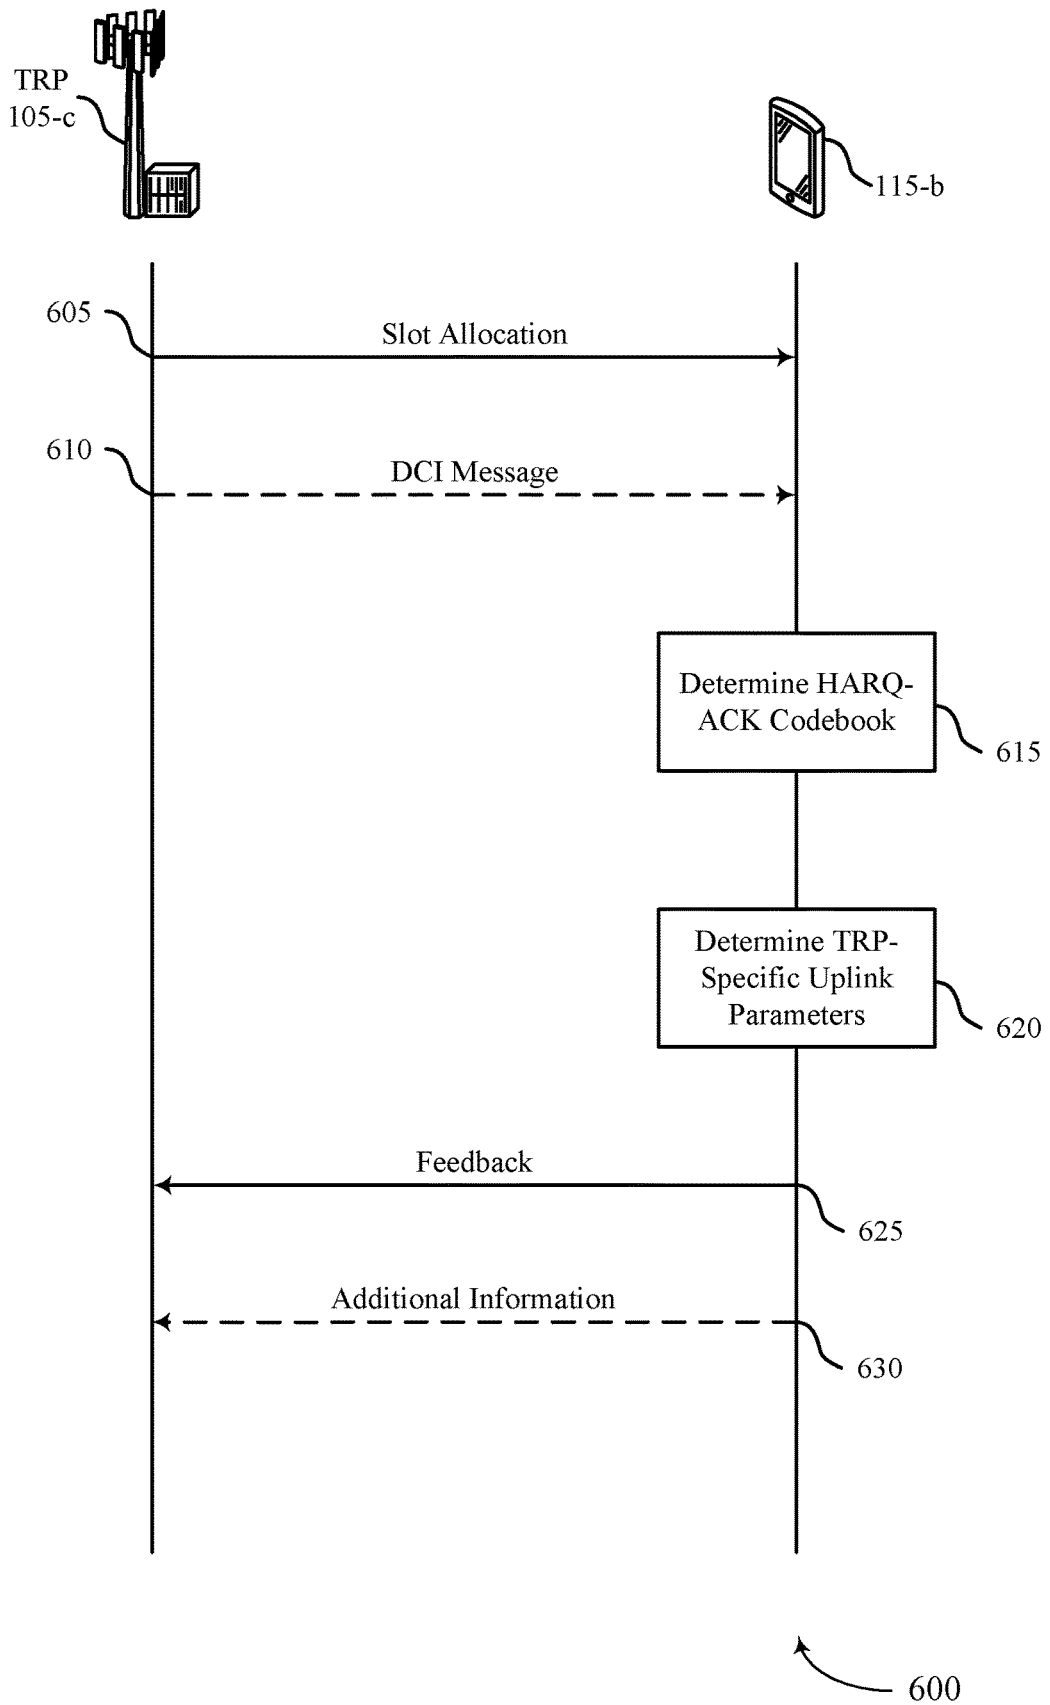 TRP
105-c
115-b
605
Slot Allocation
610
DCI Message
Determine HARQ-
ACK Codebook
615
Determine TRP-
Specific Uplink
Parameters
620
Feedback
625
Additional Information
630
600